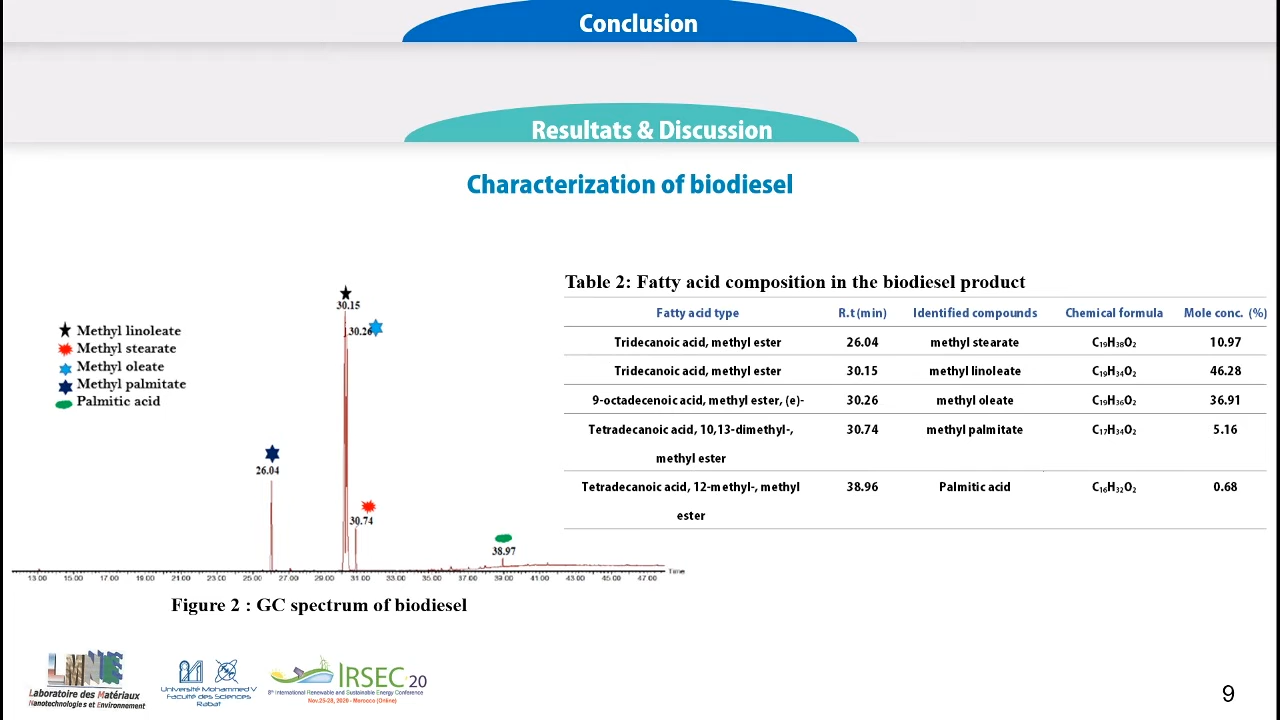 Conclusion
Resultats & Discussion
Characterization of biodiesel
30.15
30.26
Methyl linoleate
Methyl stearate
Methyl oleate
Methyl palmitate
Palmitic acid
26.04
30.74
38.97
13.00 15.00 17.00 19.00 21.00 23.00 25.00 27.00 29.00 31.00 33.00 35.00 37.00 39.00 41.00 43.00 45.00 47.00 Time
Figure 2 : GC spectrum of biodiesel
Table 2: Fatty acid composition in the biodiesel product
Fatty acid type R.t (min) Identified compounds Chemical formula Mole conc. (%)
Tridecanoic acid, methyl ester 26.04 methyl stearate C₁₉H₃₈O₂ 10.97
Tridecanoic acid, methyl ester 30.15 methyl linoleate C₁₉H₃₄O₂ 46.28
9-octadecenoic acid, methyl ester, (e)- 30.26 methyl oleate C₁₉H₃₆O₂ 36.91
Tetradecanoic acid, 10,13-dimethyl-, 30.74 methyl palmitate C₁₇H₃₄O₂ 5.16
methyl ester
Tetradecanoic acid, 12-methyl-, methyl 38.96 Palmitic acid C₁₆H₃₂O₂ 0.68
ester
LMNE
Laboratoire des Matériaux
Nanotechnologies et Environnement
Université Mohammed V
Faculté des Sciences
Rabat
IRSEC'20
8th International Renewable and Sustainable Energy Conference
Nov.25-28, 2020 - Morocco (Online)
9